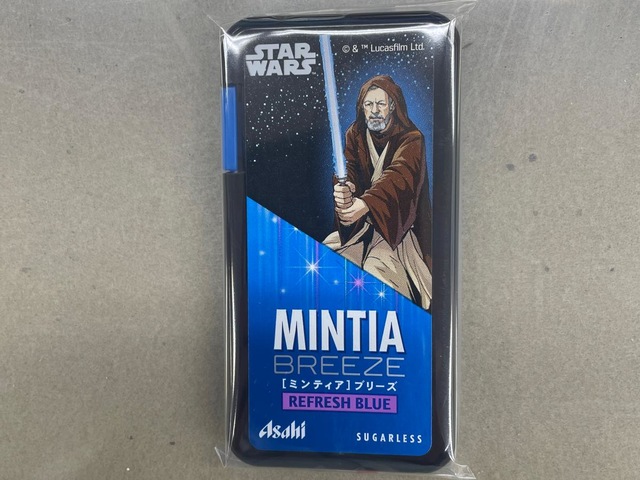 STAR
WARS
© & ™ Lucasfilm Ltd.
MINTIA
BREEZE
[ミンティア]ブリーズ
REFRESH BLUE
Asahi
SUGARLESS